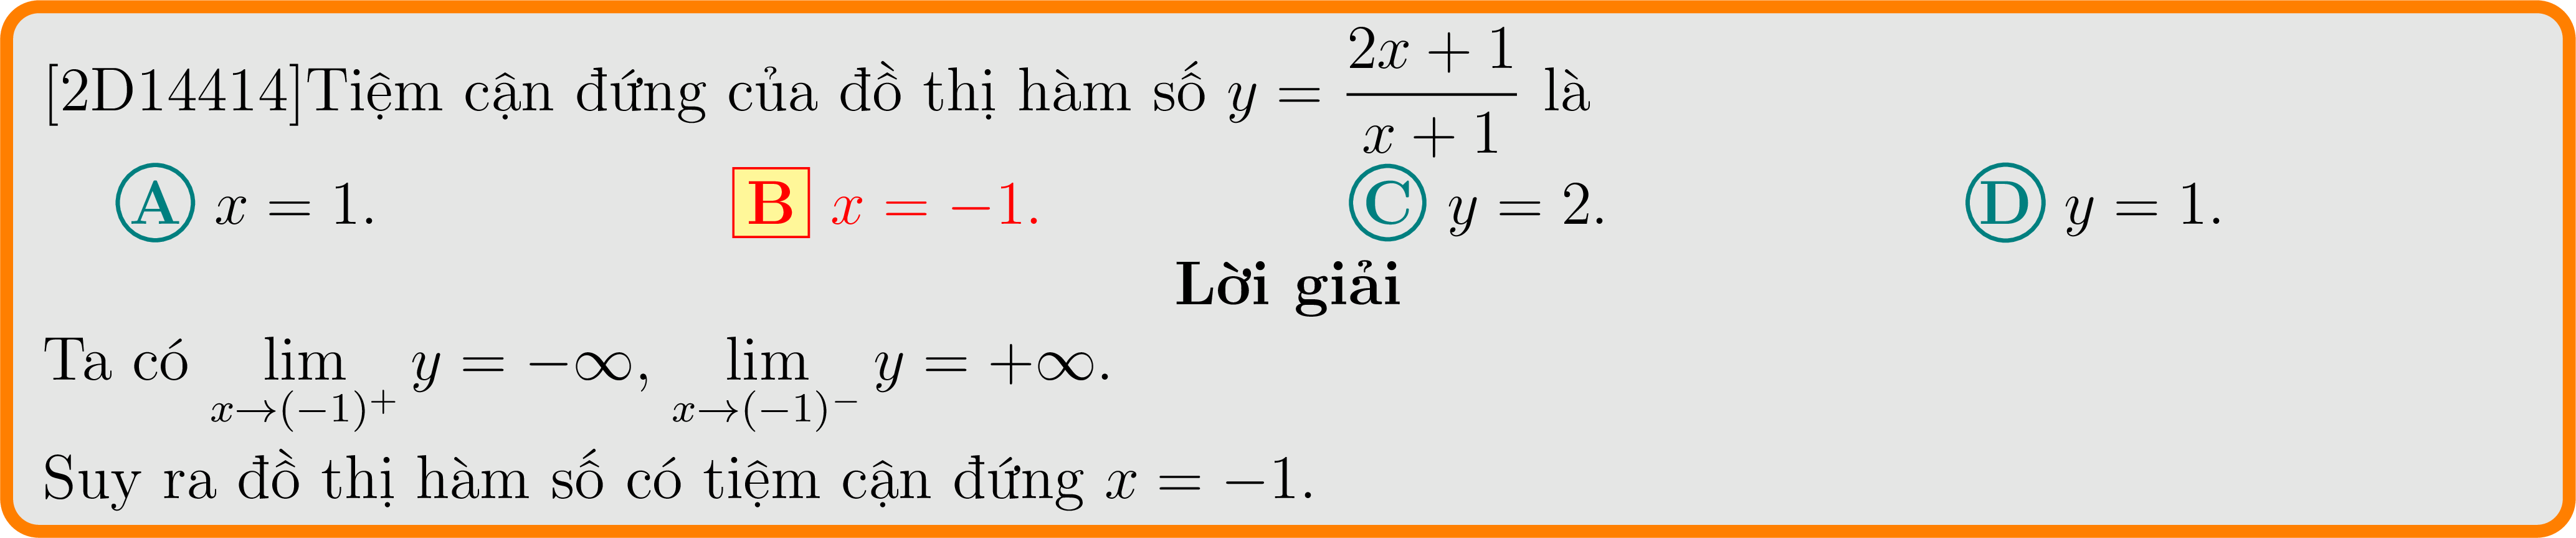 [2D14414]Tiệm cận đứng của đồ thị hàm số $y = \dfrac{2x + 1}{x + 1}$ là
A x = 1. B x = −1. C y = 2. D y = 1.
Lời giải
Ta có $\lim\limits_{x \to (-1)^+} y = -\infty$, $\lim\limits_{x \to (-1)^-} y = +\infty$.
Suy ra đồ thị hàm số có tiệm cận đứng x = −1.